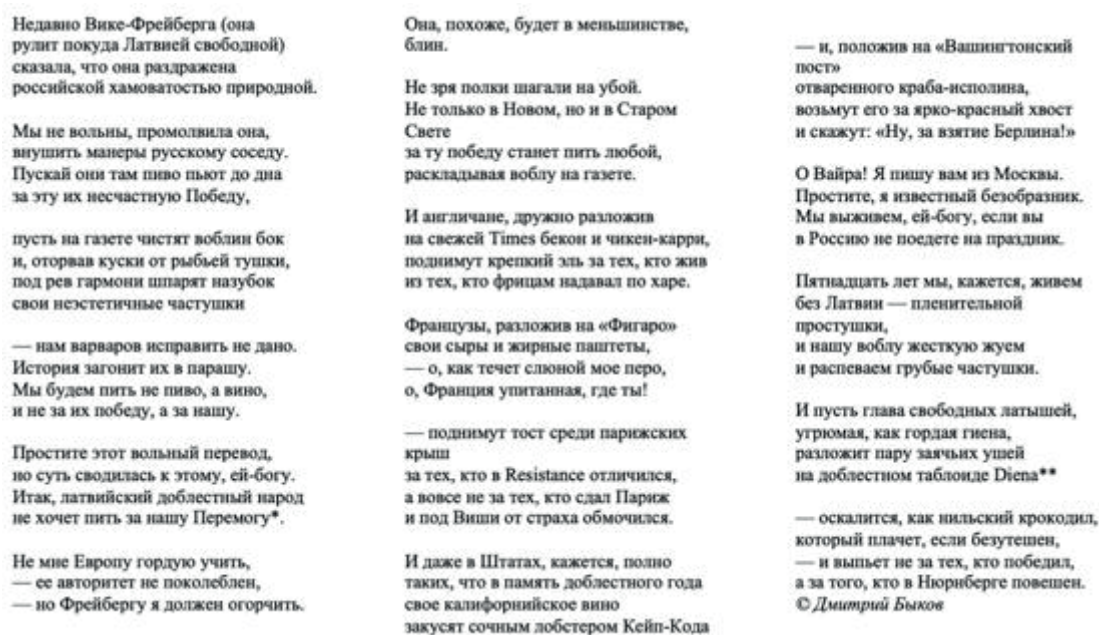 Недавно Вике-Фрейберга (она
рулит покуда Латвией свободной)
сказала, что она раздражена
российской хамоватостью природной.
Мы не вольны, промолвила она,
внушить манеры русскому соседу.
Пускай они там пиво пьют до дна
за эту их несчастную Победу,
пусть на газете чистят воблин бок
и, оторвав куски от рыбьей тушки,
под рев гармони шпарят назубок
свои неэстетичные частушки
— нам варваров исправить не дано.
История загонит их в парашу.
Мы будем пить не пиво, а вино,
и не за их победу, а за нашу.
Простите этот вольный перевод,
но суть сводилась к этому, ей-богу.
Итак, латвийский доблестный народ
не хочет пить за нашу Перемогу*.
Не мне Европу гордую учить,
— ее авторитет не поколеблен,
— но Фрейбергу я должен огорчить.
Она, похоже, будет в меньшинстве,
блин.
Не зря полки шагали на убой.
Не только в Новом, но и в Старом
Свете
за ту победу станет пить любой,
раскладывая воблу на газете.
И англичане, дружно разложив
на свежей Times бекон и чикен-карри,
поднимут крепкий эль за тех, кто жив
из тех, кто фрицам надавал по харе.
Французы, разложив на «Фигаро»
свои сыры и жирные паштеты,
— о, как течет слюной мое перо,
о, Франция упитанная, где ты!
— поднимут тост среди парижских
крыш
за тех, кто в Resistance отличился,
а вовсе не за тех, кто сдал Париж
и под Виши от страха обмочился.
И даже в Штатах, кажется, полно
таких, что в память доблестного года
свое калифорнийское вино
закусят сочным лобстером Кейп-Кода
— и, положив на «Вашингтонский
пост»
отваренного краба-исполина,
возьмут его за ярко-красный хвост
и скажут: «Ну, за взятие Берлина!»
О Вайра! Я пишу вам из Москвы.
Простите, я известный безобразник.
Мы выживем, ей-богу, если вы
в Россию не поедете на праздник.
Пятнадцать лет мы, кажется, живем
без Латвии — пленительной
простушки,
и нашу воблу жесткую жуем
и распеваем грубые частушки.
И пусть глава свободных латышей,
угрюмая, как гордая гиена,
разложит пару заячьих ушей
на доблестном таблоиде Diena**
— оскалится, как нильский крокодил,
который плачет, если безутешен,
— и выпьет не за тех, кто победил,
а за того, кто в Нюрнберге повешен.
© Дмитрий Быков